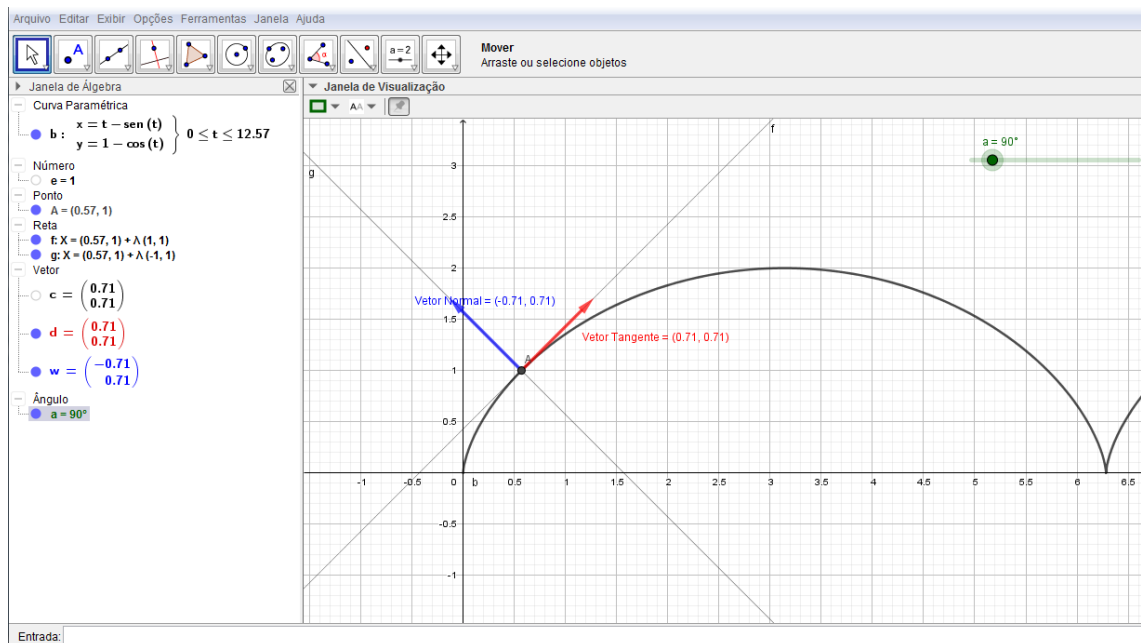 Arquivo Editar Exibir Opções Ferramentas Janela Ajuda
A
α
a=2
Mover
Arraste ou selecione objetos
Janela de Álgebra
Curva Paramétrica
b : x = t – sen (t)
y = 1 – cos (t) } 0 ≤ t ≤ 12.57
Número
e = 1
Ponto
A = (0.57, 1)
Reta
f: X = (0.57, 1) + λ (1, 1)
g: X = (0.57, 1) + λ (-1, 1)
Vetor
c = (0.71
0.71)
d = (0.71
0.71)
w = (−0.71
0.71)
Ângulo
a = 90°
Janela de Visualização
AA
f
g
a = 90°
3
2.5
2
1.5
1
0.5
-0.5
-1
Vetor Normal = (-0.71, 0.71)
Vetor Tangente = (0.71, 0.71)
A
-1 -0.5 0 b 0.5 1 1.5 2 2.5 3 3.5 4 4.5 5 5.5 6 6.5
Entrada: